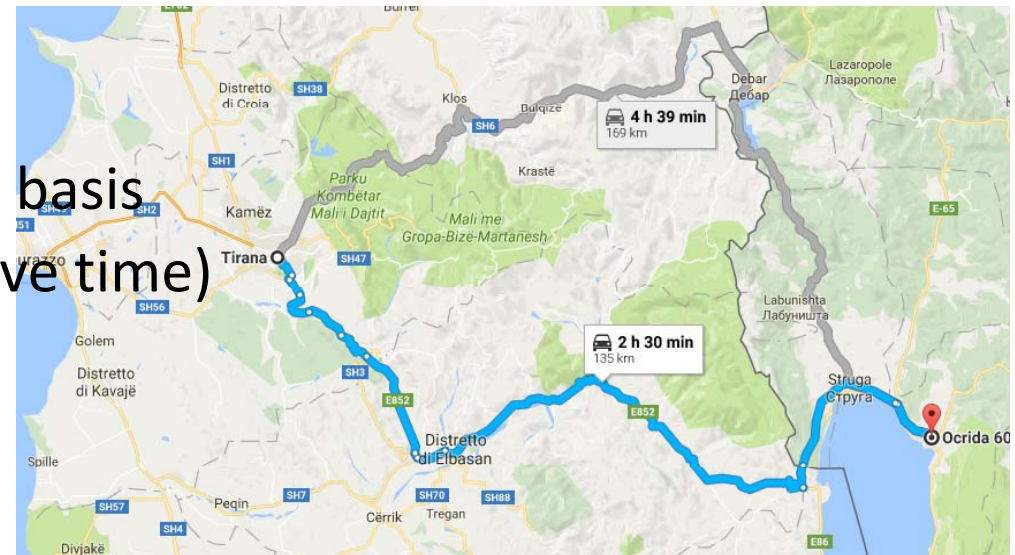 Burrel
Lazaropole
Лазарополе
Debar
Дебар
Distretto
di Croia
SH38
Klos
Bulqizë
4 h 39 min
169 km
SH6
SH1
Krastë
Parku
Kombëtar
Mali i Dajtit
basis
SH2
Kamëz
E-65
Mali me
Gropa-Bizë-Martanesh
Tirana
SH47
ve time)
SH56
Labunishta
Лабуништа
Golem
2 h 30 min
135 km
Distretto
di Kavajë
SH3
Struga
Струга
E852
E852
Distretto
di Elbasan
Ocrida 60
Spille
SH7
SH70
SH88
SH57
Peqin
Cërrik
Tregan
SH4
E86
Divjakë